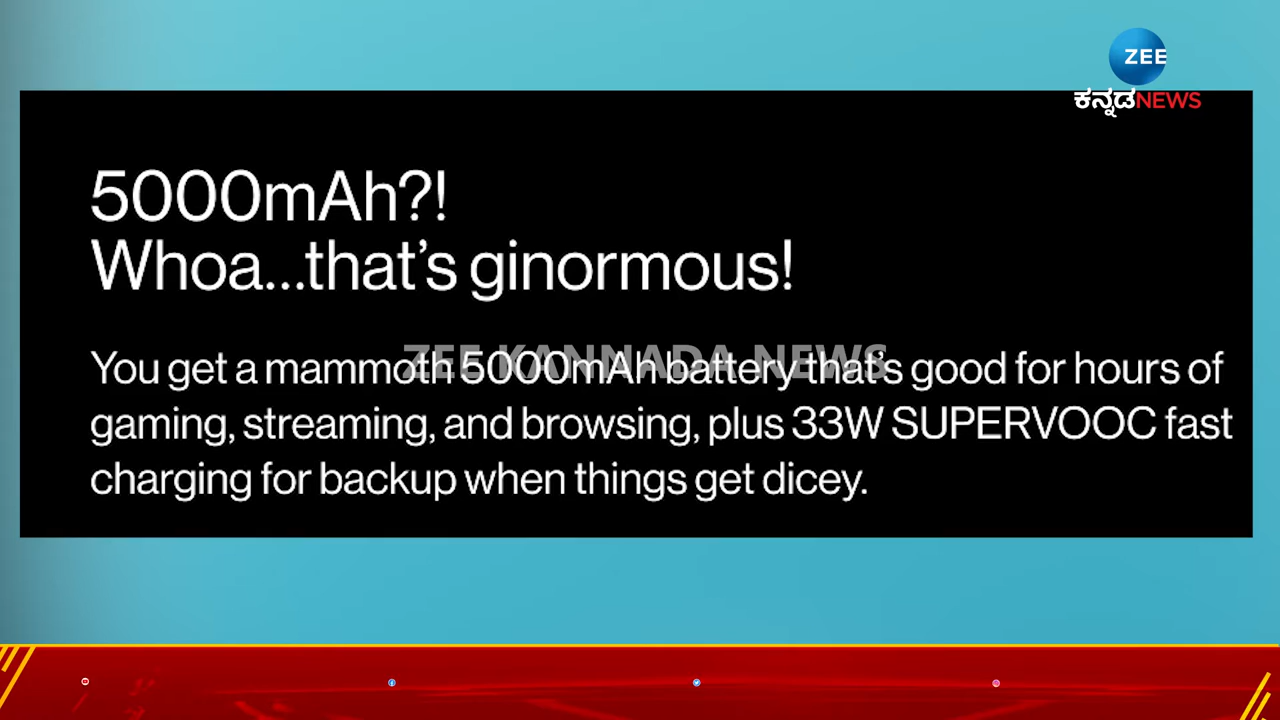 ZEE
ಕನ್ನಡNEWS
5000mAh?!
Whoa...that's ginormous!
ZEE KANNADA NEWS
You get a mammoth 5000mAh battery that's good for hours of
gaming, streaming, and browsing, plus 33W SUPERVOOC fast
charging for backup when things get dicey.